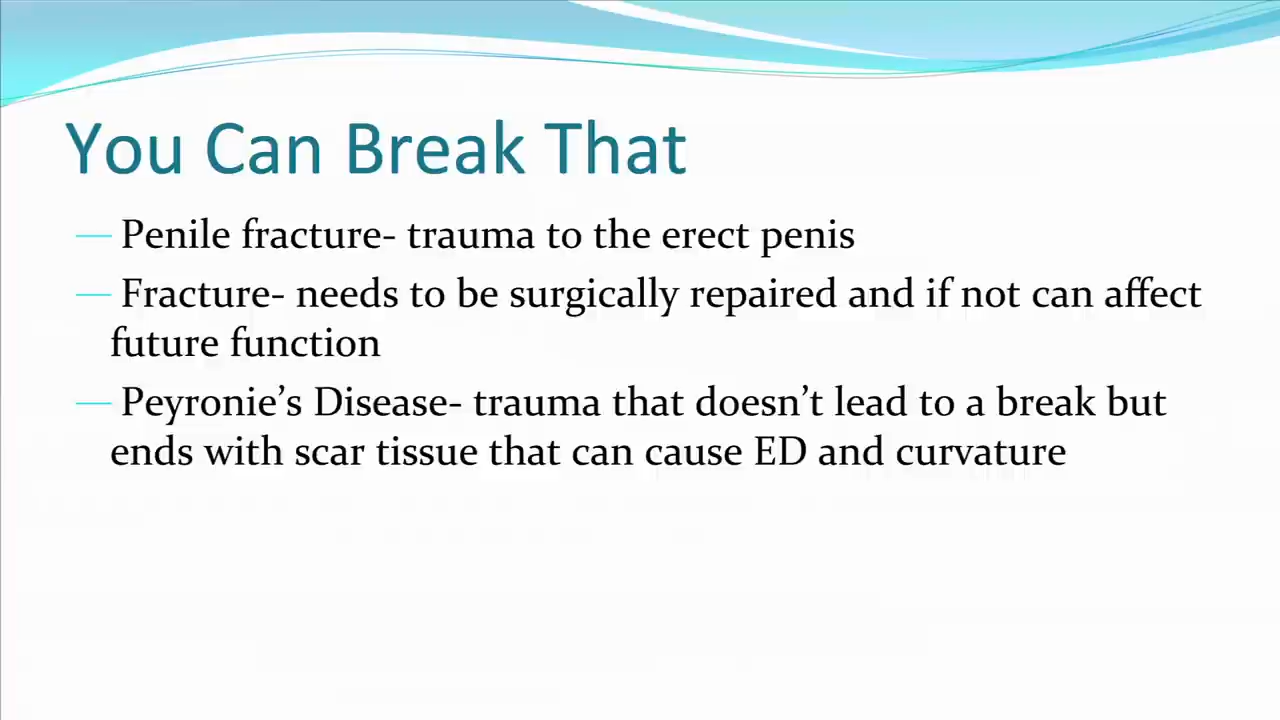 You Can Break That
— Penile fracture- trauma to the erect penis
— Fracture- needs to be surgically repaired and if not can affect
future function
— Peyronie’s Disease- trauma that doesn’t lead to a break but
ends with scar tissue that can cause ED and curvature